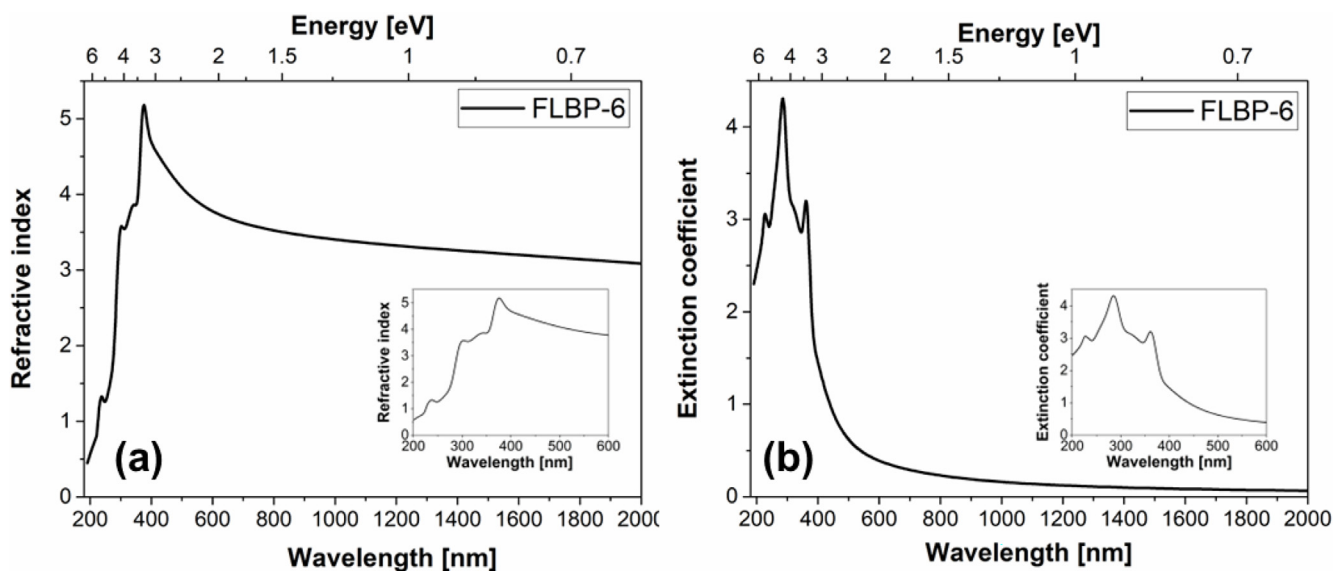 Energy [eV]
6 4 3 2 1.5 1 0.7
FLBP-6
Refractive index
5
4
3
2
1
0
(a)
200 400 600 800 1000 1200 1400 1600 1800 2000
Wavelength [nm]
Refractive index
5
4
3
2
1
0
200 300 400 500 600
Wavelength [nm]
Energy [eV]
6 4 3 2 1.5 1 0.7
FLBP-6
Extinction coefficient
4
3
2
1
0
(b)
200 400 600 800 1000 1200 1400 1600 1800 2000
Wavelength [nm]
Extinction coefficient
4
3
2
1
0
200 300 400 500 600
Wavelength [nm]